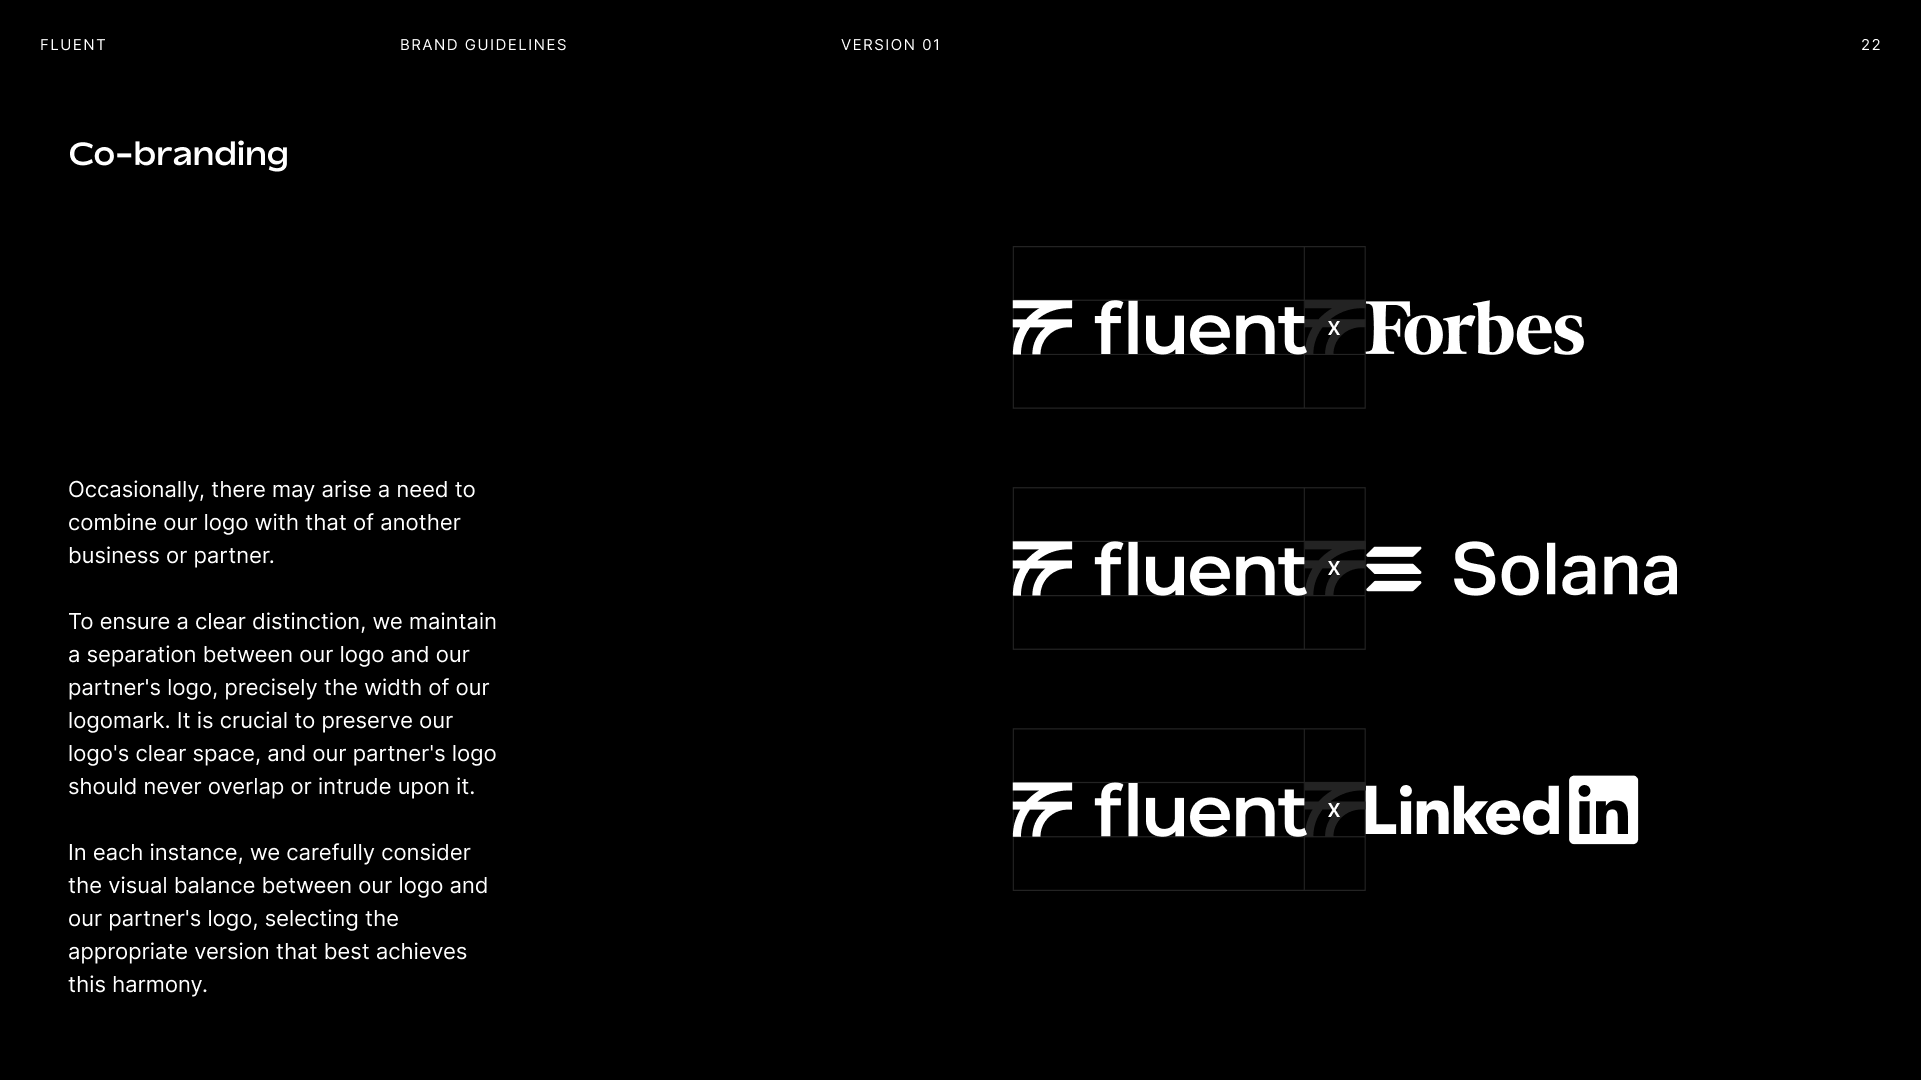 FLUENT
BRAND GUIDELINES
VERSION 01
22
Co-branding
Occasionally, there may arise a need to
combine our logo with that of another
business or partner.
To ensure a clear distinction, we maintain
a separation between our logo and our
partner's logo, precisely the width of our
logomark. It is crucial to preserve our
logo's clear space, and our partner's logo
should never overlap or intrude upon it.
In each instance, we carefully consider
the visual balance between our logo and
our partner's logo, selecting the
appropriate version that best achieves
this harmony.
fluent x Forbes
fluent x Solana
fluent x Linkedin